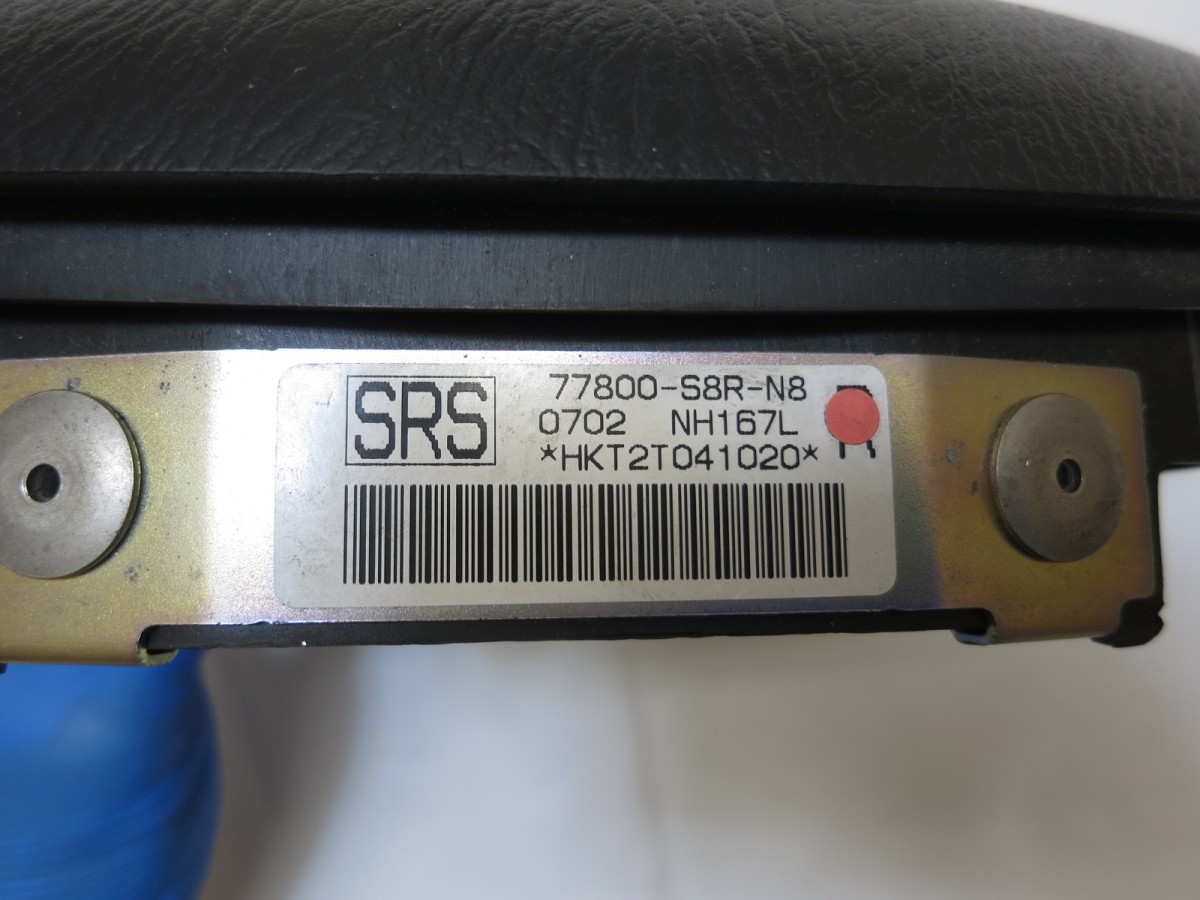 SRS
77800-S8R-N8
0702 NH167L
*HKT2T041020*
R